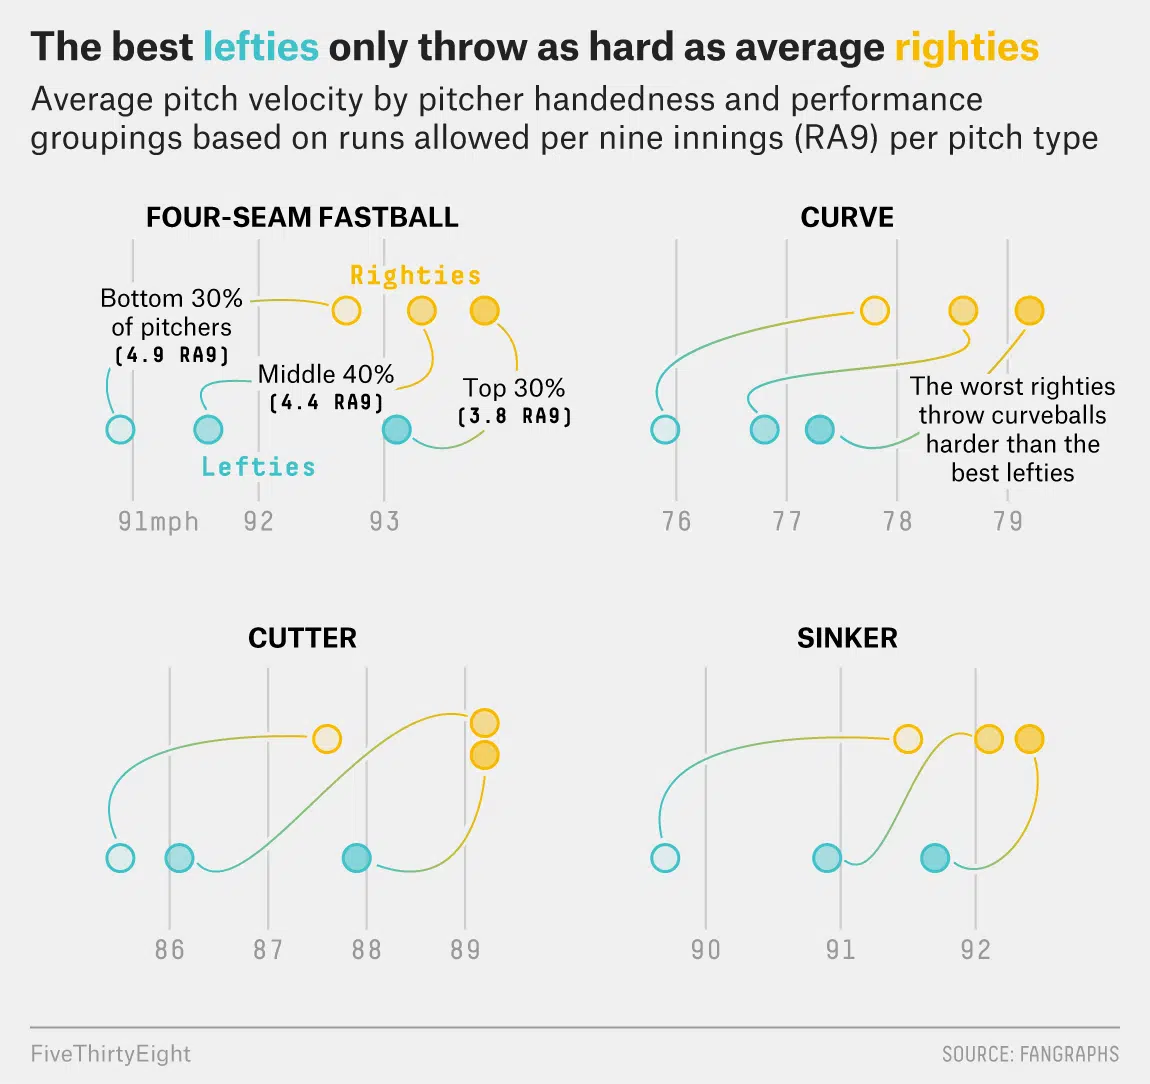 The best lefties only throw as hard as average righties
Average pitch velocity by pitcher handedness and performance
groupings based on runs allowed per nine innings (RA9) per pitch type
FOUR-SEAM FASTBALL
Righties
Bottom 30%
of pitchers
(4.9 RA9)
Middle 40%
(4.4 RA9)
Top 30%
(3.8 RA9)
Lefties
91mph 92 93
CURVE
The worst righties
throw curveballs
harder than the
best lefties
76 77 78 79
CUTTER
86 87 88 89
SINKER
90 91 92
FiveThirtyEight
SOURCE: FANGRAPHS